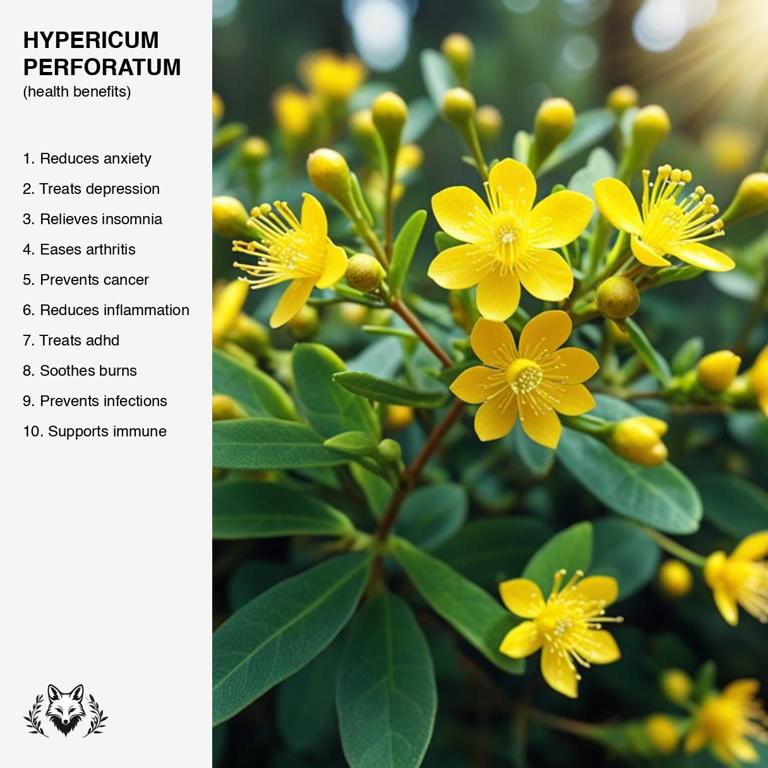 HYPERICUM
PERFORATUM
(health benefits)
1. Reduces anxiety
2. Treats depression
3. Relieves insomnia
4. Eases arthritis
5. Prevents cancer
6. Reduces inflammation
7. Treats adhd
8. Soothes burns
9. Prevents infections
10. Supports immune